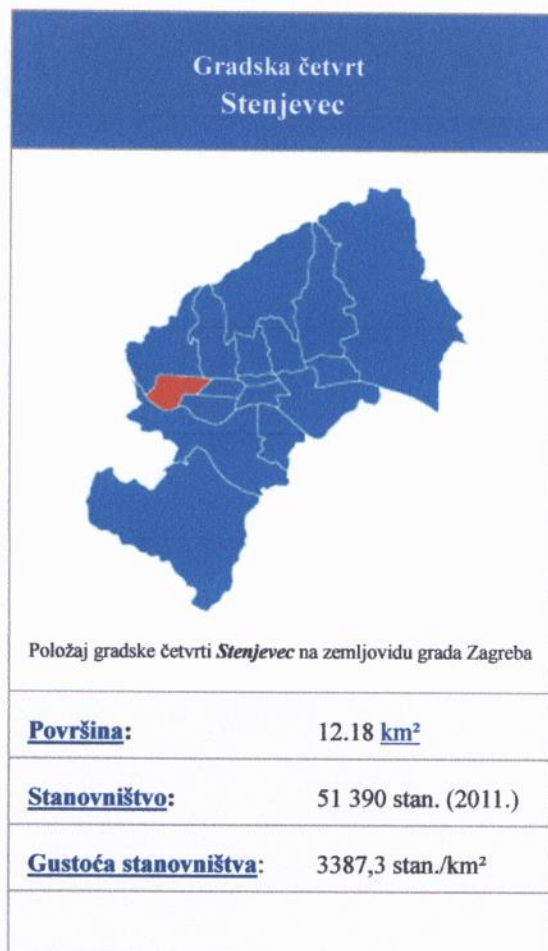 Gradska četvrt
Stenjevec
Položaj gradske četvrti Stenjevec na zemljovidu grada Zagreba
Površina: 12.18 km²
Stanovništvo: 51 390 stan. (2011.)
Gustoća stanovništva: 3387,3 stan./km²